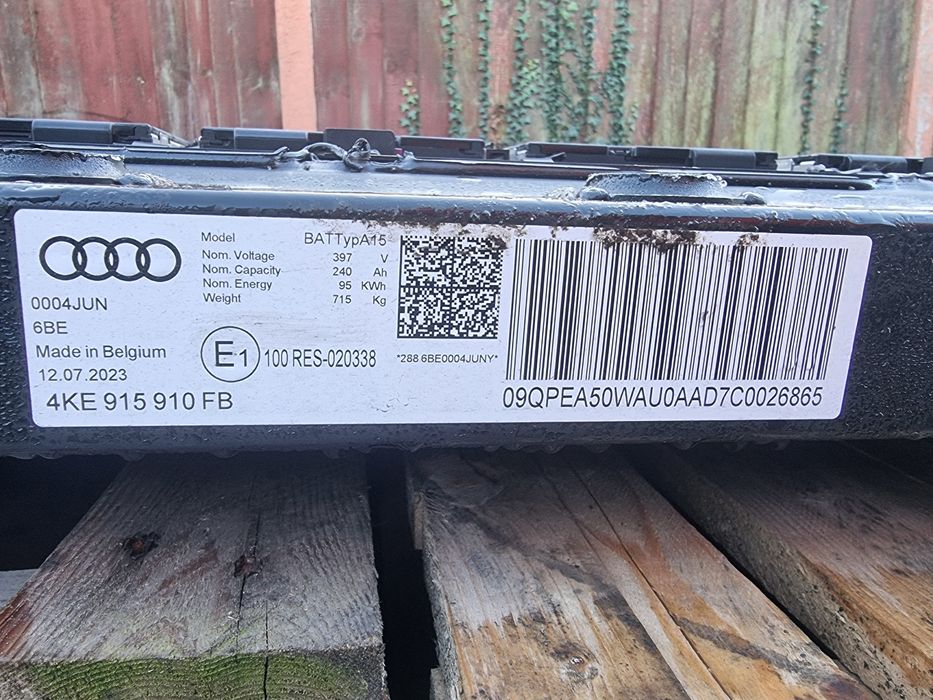 Model BATTypA15
Nom. Voltage 397 V
Nom. Capacity 240 Ah
Nom. Energy 95 KWh
Weight 715 Kg
0004JUN
6BE
Made in Belgium
12.07.2023
4KE 915 910 FB
E1 100 RES-020338
*288 6BE0004JUNY*
09QPEA50WAU0AAD7C0026865